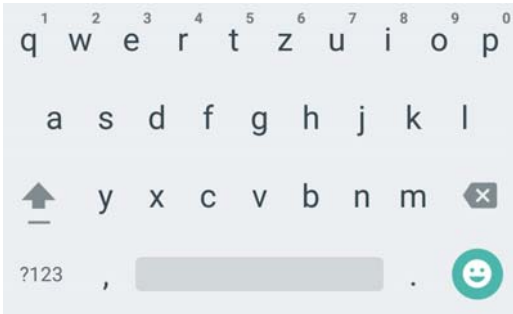 1 2 3 4 5 6 7 8 9 0
q w e r t z u i o p
a s d f g h j k l
y x c v b n m
?123 , .